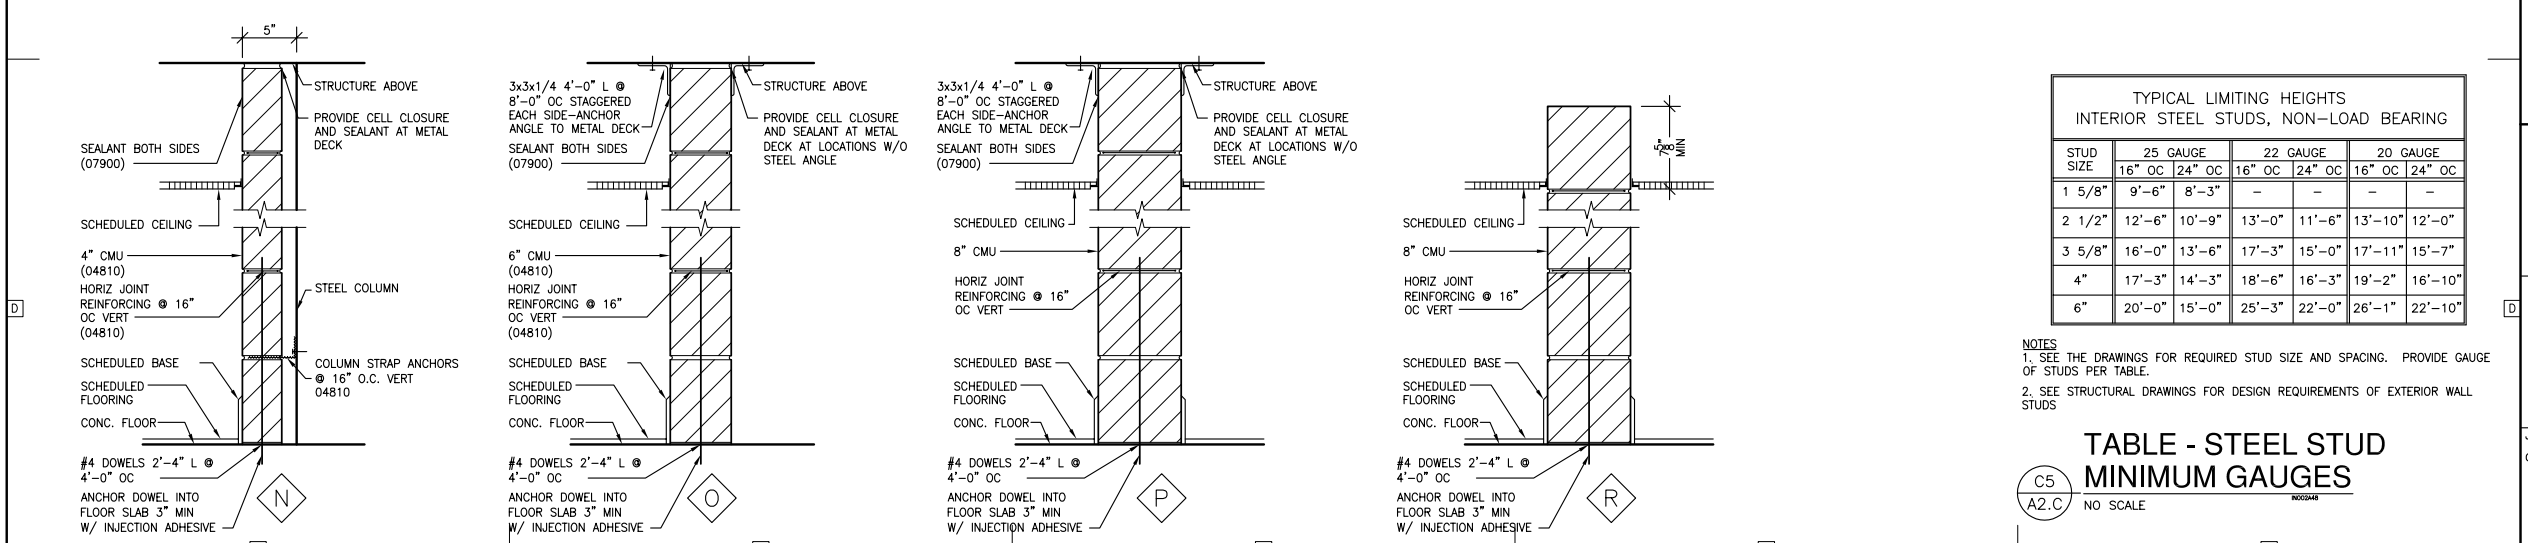 5"
STRUCTURE ABOVE
PROVIDE CELL CLOSURE
AND SEALANT AT METAL
DECK
SEALANT BOTH SIDES
(07900)
SCHEDULED CEILING
4" CMU
(04810)
HORIZ JOINT
REINFORCING @ 16"
OC VERT
(04810)
STEEL COLUMN
SCHEDULED BASE
COLUMN STRAP ANCHORS
@ 16" O.C. VERT
04810
SCHEDULED
FLOORING
CONC. FLOOR
#4 DOWELS 2'-4" L @
4'-0" OC
ANCHOR DOWEL INTO
FLOOR SLAB 3" MIN
W/ INJECTION ADHESIVE
N
3x3x1/4 4'-0" L @
8'-0" OC STAGGERED
EACH SIDE-ANCHOR
ANGLE TO METAL DECK
STRUCTURE ABOVE
PROVIDE CELL CLOSURE
AND SEALANT AT METAL
DECK AT LOCATIONS W/O
STEEL ANGLE
SEALANT BOTH SIDES
(07900)
SCHEDULED CEILING
6" CMU
(04810)
HORIZ JOINT
REINFORCING @ 16"
OC VERT
(04810)
SCHEDULED BASE
SCHEDULED
FLOORING
CONC. FLOOR
#4 DOWELS 2'-4" L @
4'-0" OC
ANCHOR DOWEL INTO
FLOOR SLAB 3" MIN
W/ INJECTION ADHESIVE
O
3x3x1/4 4'-0" L @
8'-0" OC STAGGERED
EACH SIDE-ANCHOR
ANGLE TO METAL DECK
STRUCTURE ABOVE
PROVIDE CELL CLOSURE
AND SEALANT AT METAL
DECK AT LOCATIONS W/O
STEEL ANGLE
SEALANT BOTH SIDES
(07900)
SCHEDULED CEILING
8" CMU
HORIZ JOINT
REINFORCING @ 16"
OC VERT
SCHEDULED BASE
SCHEDULED
FLOORING
CONC. FLOOR
#4 DOWELS 2'-4" L @
4'-0" OC
ANCHOR DOWEL INTO
FLOOR SLAB 3" MIN
W/ INJECTION ADHESIVE
P
MIN
SCHEDULED CEILING
8" CMU
HORIZ JOINT
REINFORCING @ 16"
OC VERT
SCHEDULED BASE
SCHEDULED
FLOORING
CONC. FLOOR
#4 DOWELS 2'-4" L @
4'-0" OC
ANCHOR DOWEL INTO
FLOOR SLAB 3" MIN
W/ INJECTION ADHESIVE
R
TYPICAL LIMITING HEIGHTS
INTERIOR STEEL STUDS, NON-LOAD BEARING
STUD SIZE 25 GAUGE 22 GAUGE 20 GAUGE
16" OC 24" OC 16" OC 24" OC 16" OC 24" OC
1 5/8" 9'-6" 8'-3" - - - -
2 1/2" 12'-6" 10'-9" 13'-0" 11'-6" 13'-10" 12'-0"
3 5/8" 16'-0" 13'-6" 17'-3" 15'-0" 17'-11" 15'-7"
4" 17'-3" 14'-3" 18'-6" 16'-3" 19'-2" 16'-10"
6" 20'-0" 15'-0" 25'-3" 22'-0" 26'-1" 22'-10"
NOTES
1. SEE THE DRAWINGS FOR REQUIRED STUD SIZE AND SPACING. PROVIDE GAUGE
OF STUDS PER TABLE.
2. SEE STRUCTURAL DRAWINGS FOR DESIGN REQUIREMENTS OF EXTERIOR WALL
STUDS
TABLE - STEEL STUD
MINIMUM GAUGES
IN002A48
C5
A2.C
NO SCALE
D
D